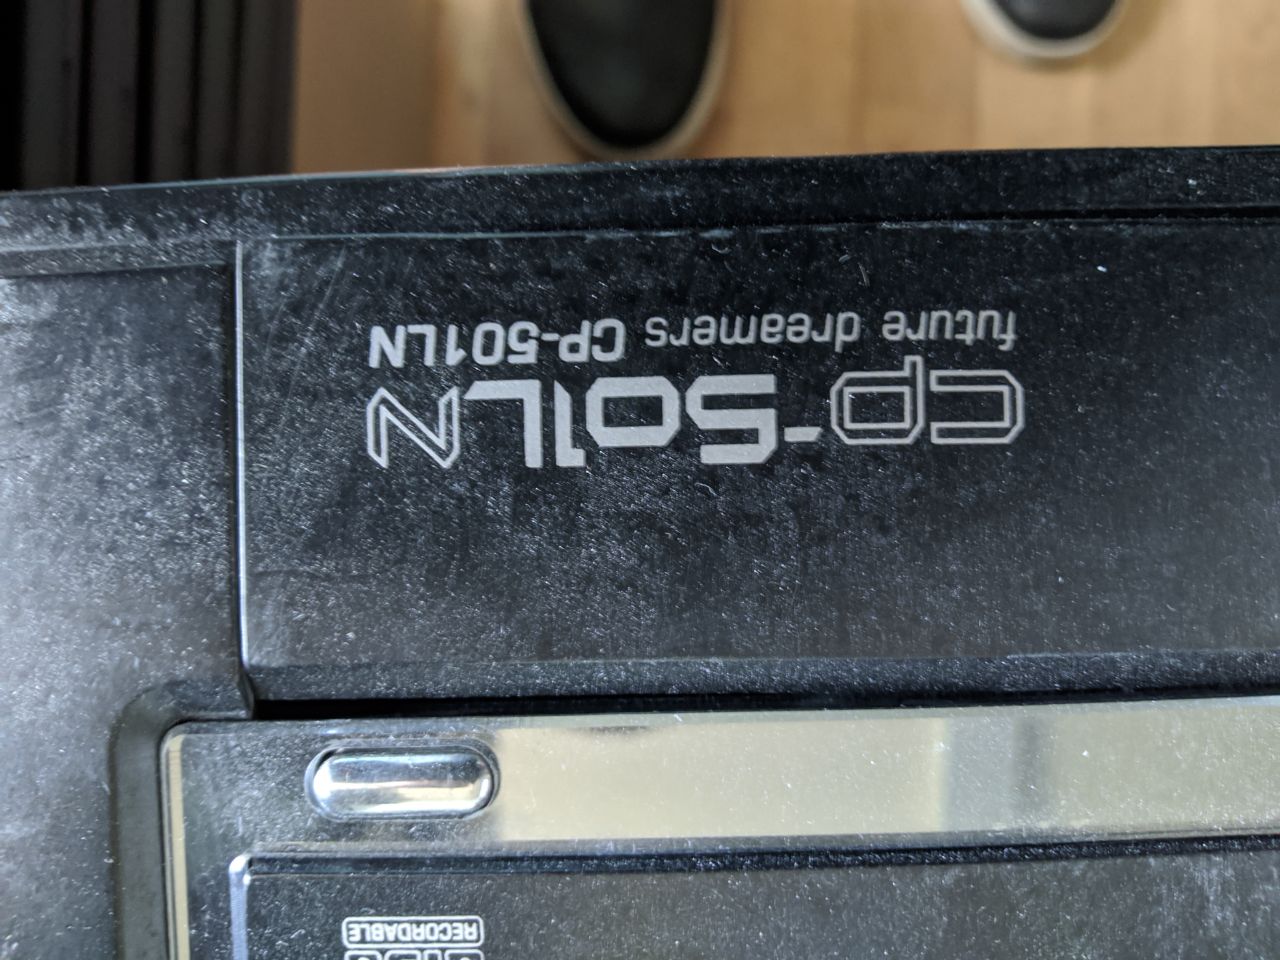 cp-501LN
future dreamers CP-501LN
RECORDABLE